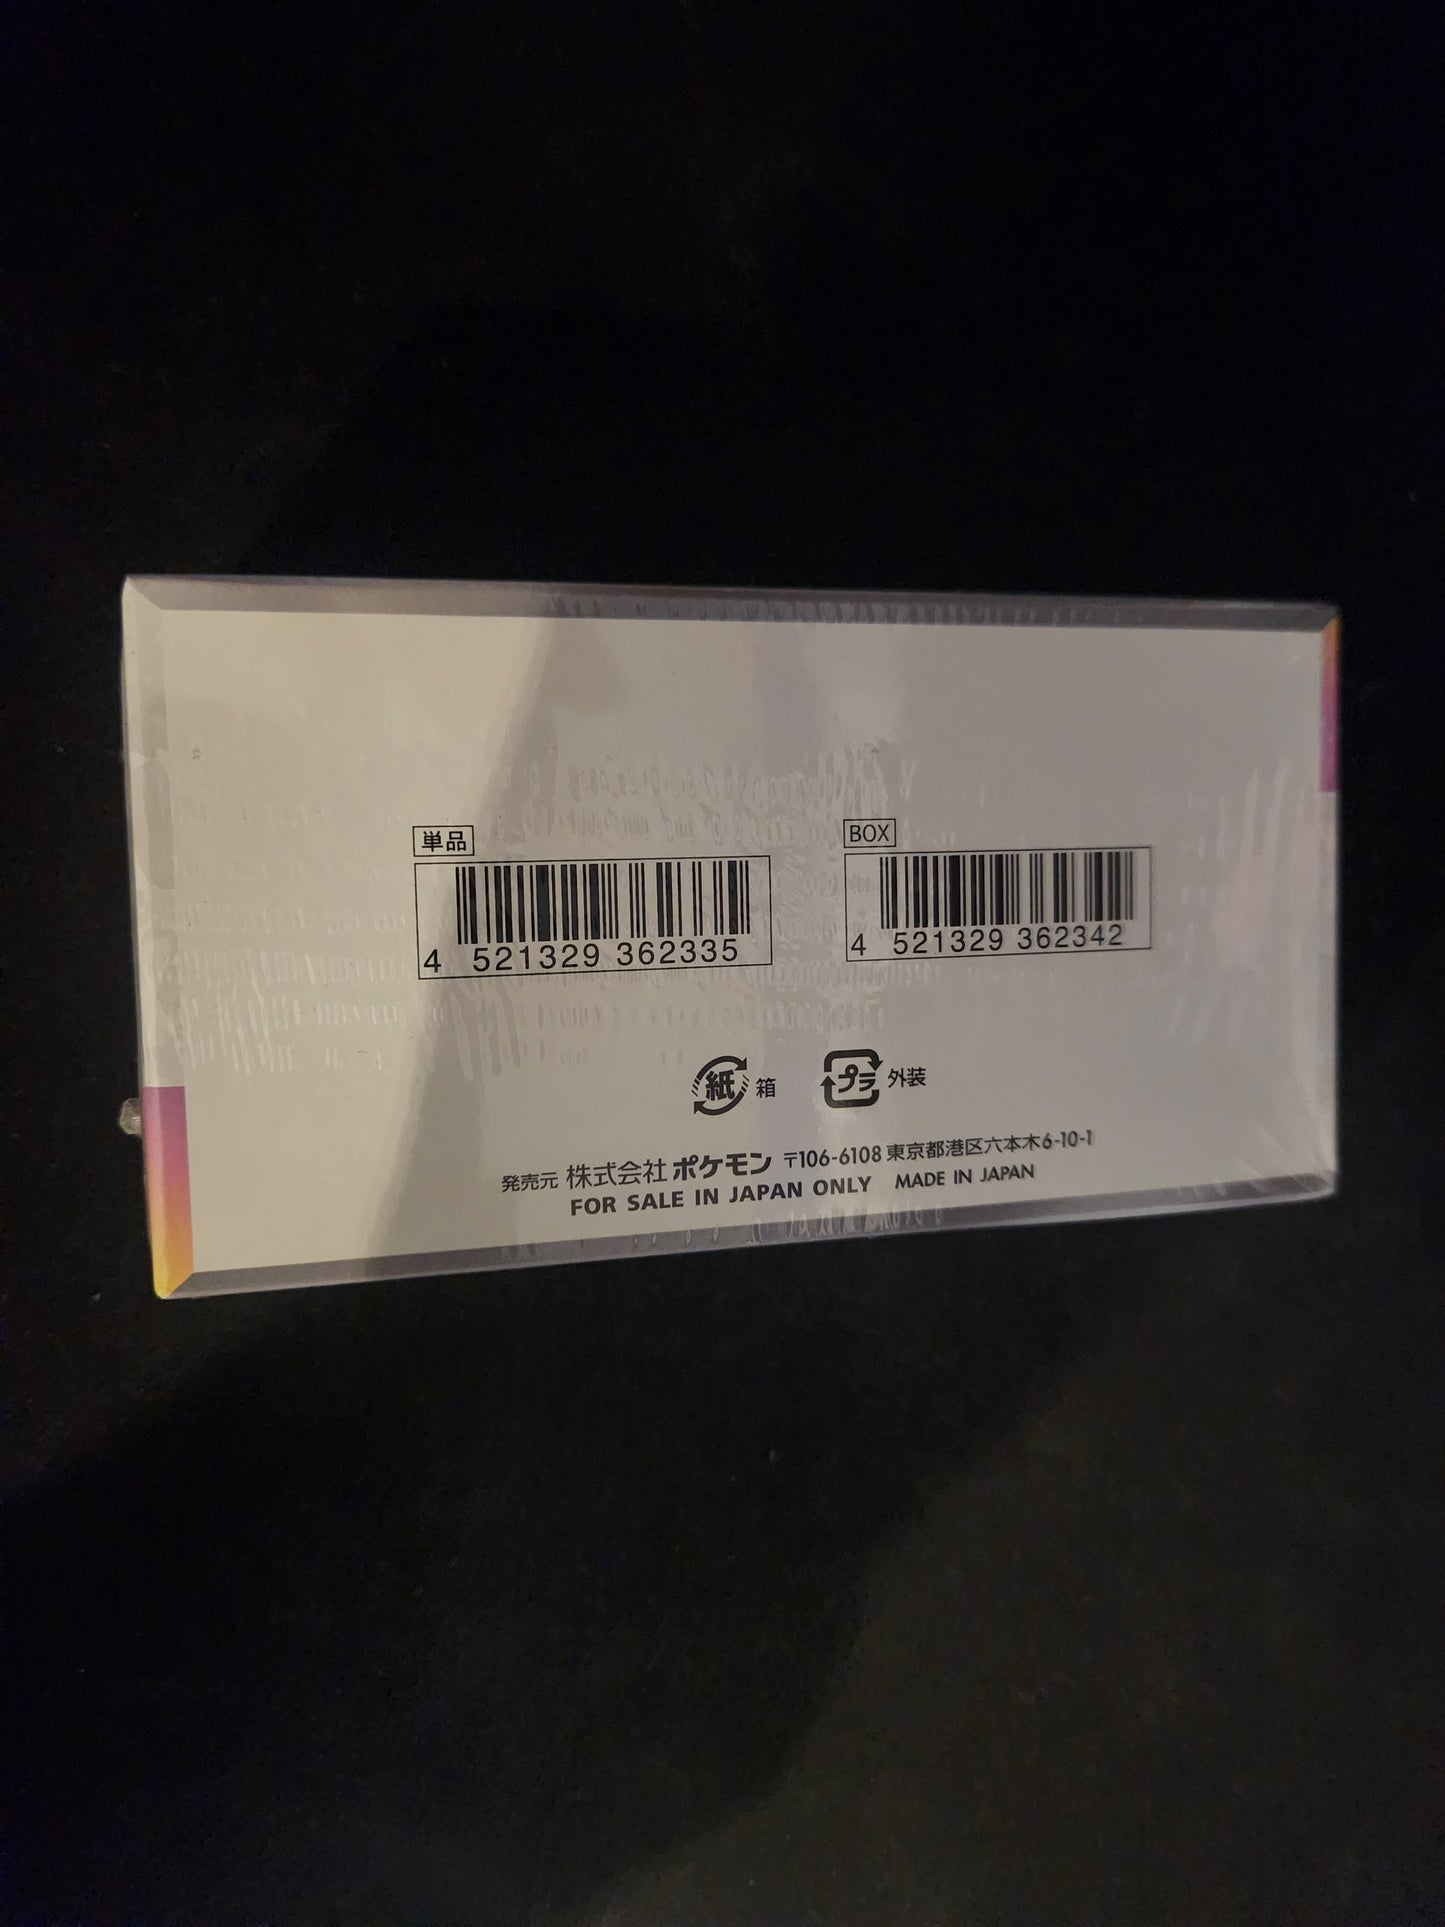 単品
BOX
4 521329 362335
4 521329 362342
紙 箱
プラ 外装
発売元 株式会社 ポケモン 〒106-6108 東京都港区六本木6-10-1
FOR SALE IN JAPAN ONLY MADE IN JAPAN